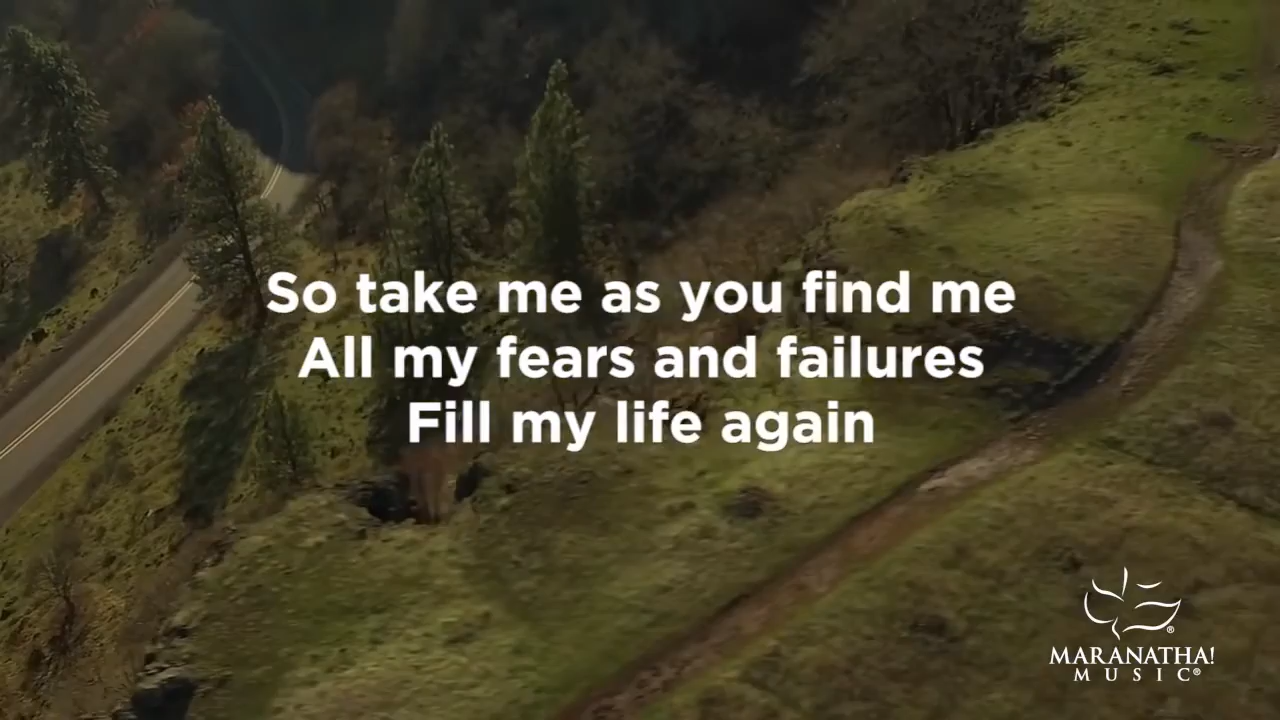 So take me as you find me
All my fears and failures
Fill my life again
MARANATHA!
MUSIC®